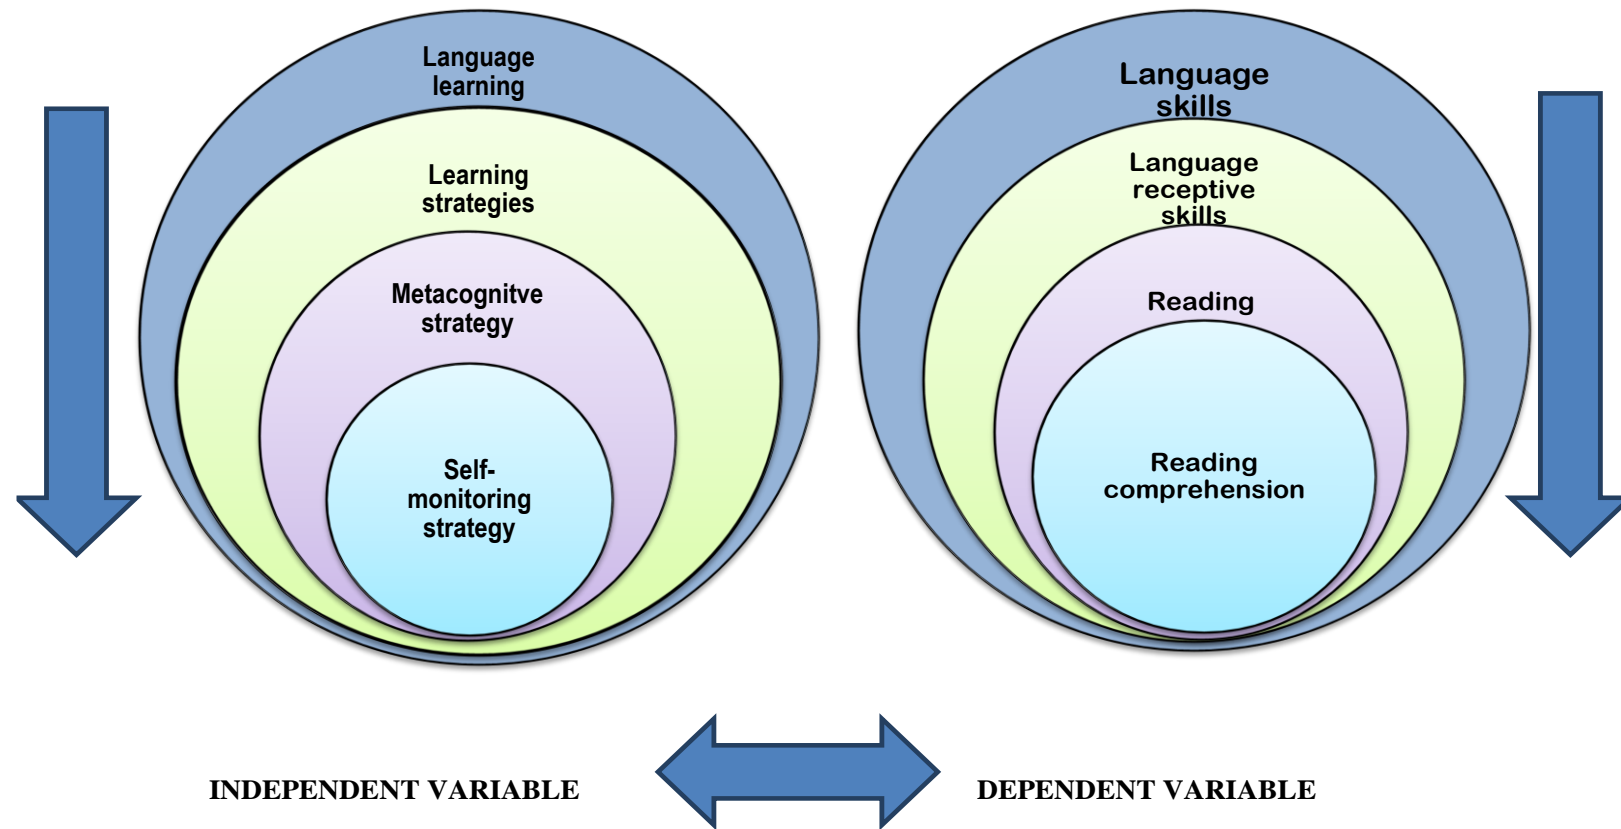 Language
learning
Learning
strategies
Metacognitve
strategy
Self-
monitoring
strategy
Language
skills
Language
receptive
skills
Reading
Reading
comprehension
INDEPENDENT VARIABLE
DEPENDENT VARIABLE